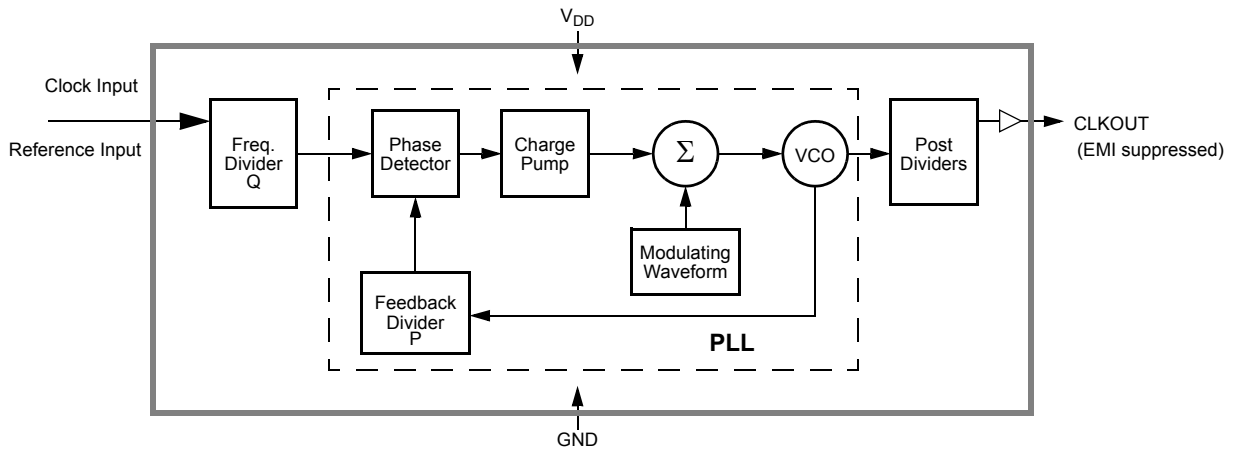 V_DD
Clock Input
Reference Input
Freq.
Divider
Q
Phase
Detector
Charge
Pump
Σ
VCO
Post
Dividers
CLKOUT
(EMI suppressed)
Modulating
Waveform
Feedback
Divider
P
PLL
GND